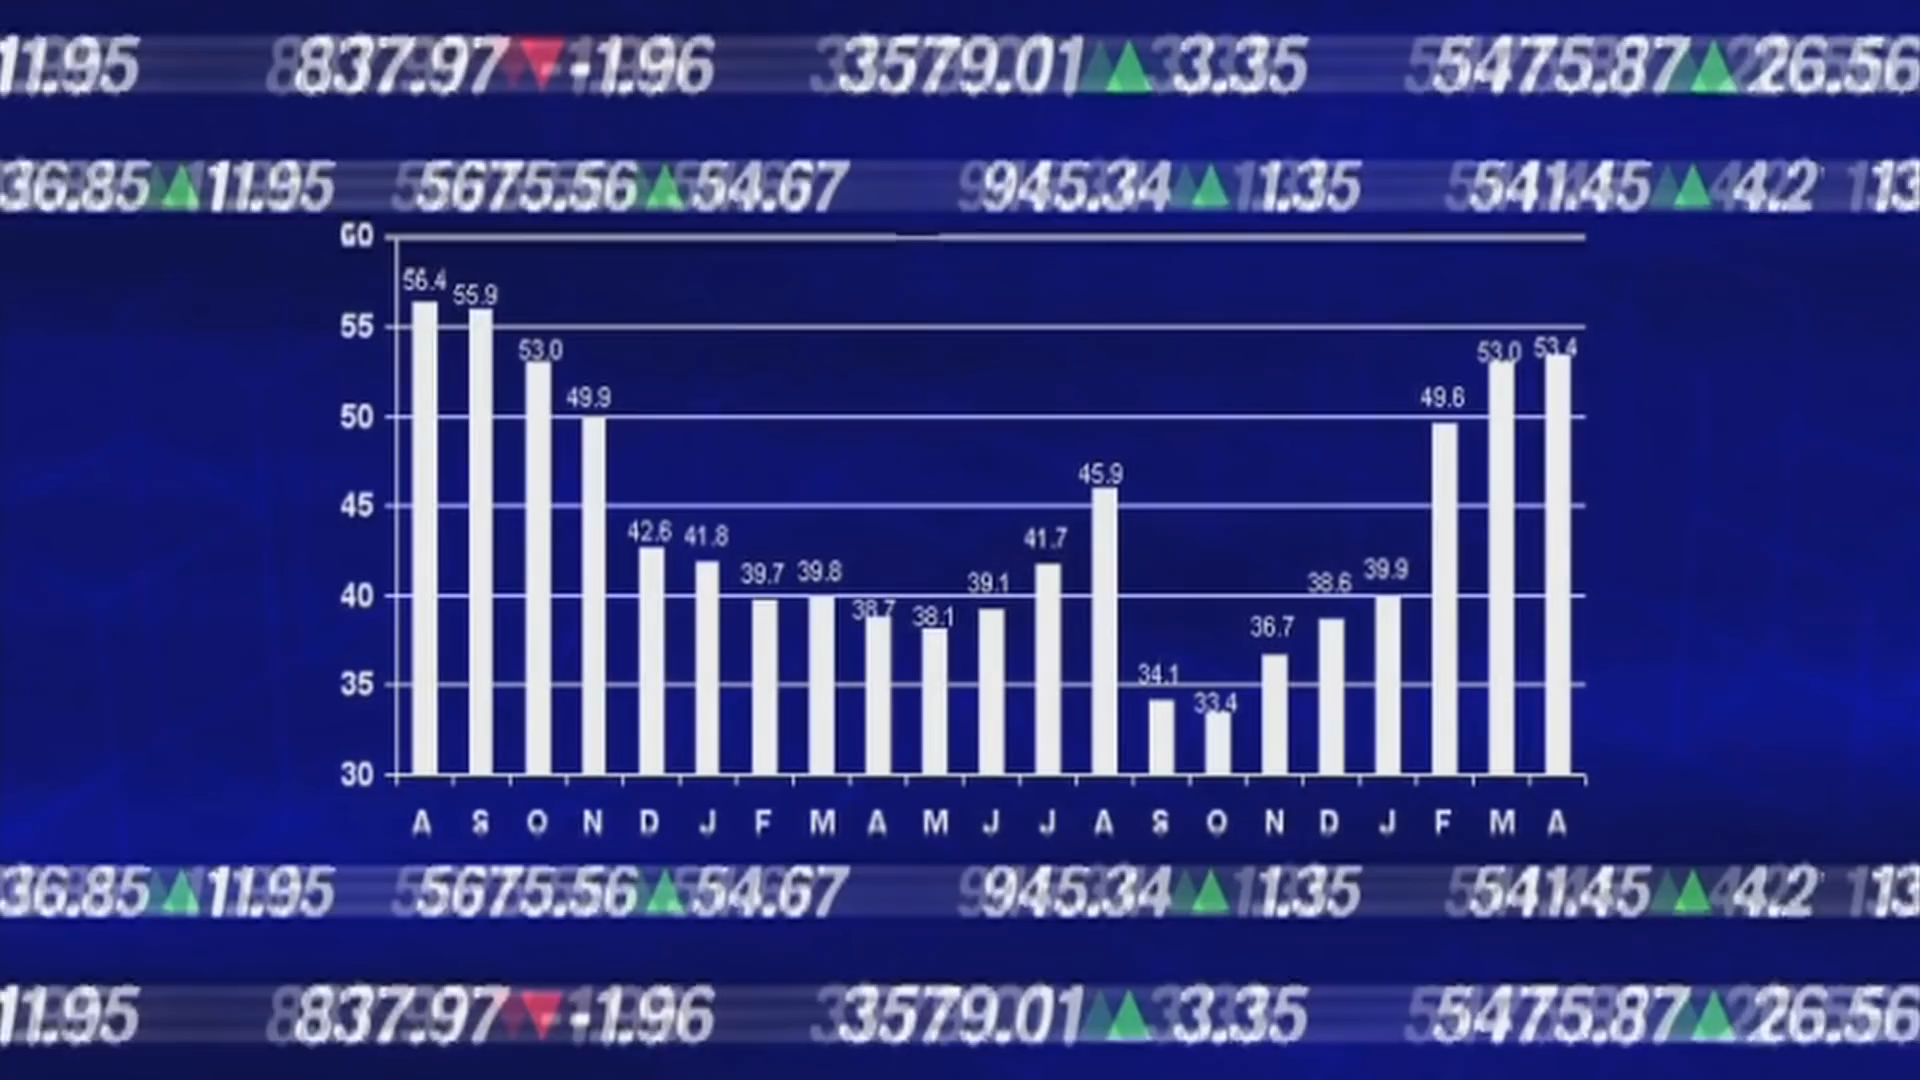 11.95 837.97 ▼ -1.96 3579.01 ▲ 3.35 5475.87 ▲ 26.56
36.85 ▲ 11.95 5675.56 ▲ 54.67 945.34 ▲ 1.35 541.45 ▲ 4.2 13
60
56.4 55.9
55
53.0 53.0 53.4
49.9 49.6
50
45.9
45
42.6 41.8 41.7
39.7 39.8 39.1 38.6 39.9
40
38.7 38.1 36.7
34.1
35
33.4
30
A S O N D J F M A M J J A S O N D J F M A
36.85 ▲ 11.95 5675.56 ▲ 54.67 945.34 ▲ 1.35 541.45 ▲ 4.2 13
11.95 837.97 ▼ -1.96 3579.01 ▲ 3.35 5475.87 ▲ 26.56